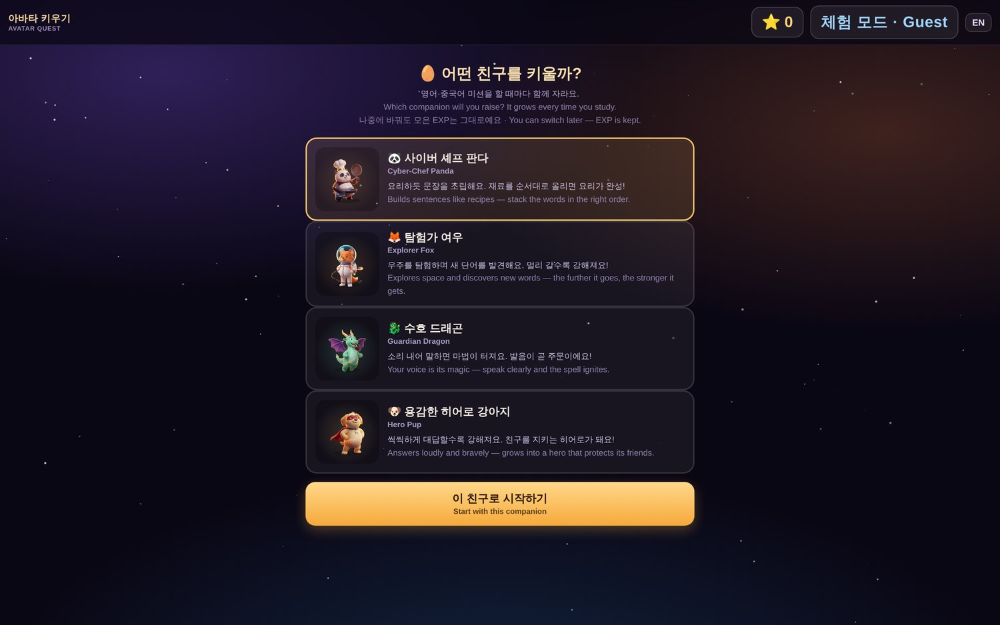 아바타 키우기
AVATAR QUEST
⭐ 0
체험 모드 · Guest
EN
🥚 어떤 친구를 키울까?
영어·중국어 미션을 할 때마다 함께 자라요.
Which companion will you raise? It grows every time you study.
나중에 바꿔도 모은 EXP는 그대로예요 · You can switch later — EXP is kept.
🐼 사이버 셰프 판다
Cyber-Chef Panda
요리하듯 문장을 조립해요. 재료를 순서대로 올리면 요리가 완성!
Builds sentences like recipes — stack the words in the right order.
🦊 탐험가 여우
Explorer Fox
우주를 탐험하며 새 단어를 발견해요. 멀리 갈수록 강해져요!
Explores space and discovers new words — the further it goes, the stronger it
gets.
🐉 수호 드래곤
Guardian Dragon
소리 내어 말하면 마법이 터져요. 발음이 곧 주문이에요!
Your voice is its magic — speak clearly and the spell ignites.
🐶 용감한 히어로 강아지
Hero Pup
씩씩하게 대답할수록 강해져요. 친구를 지키는 히어로가 돼요!
Answers loudly and bravely — grows into a hero that protects its friends.
이 친구로 시작하기
Start with this companion